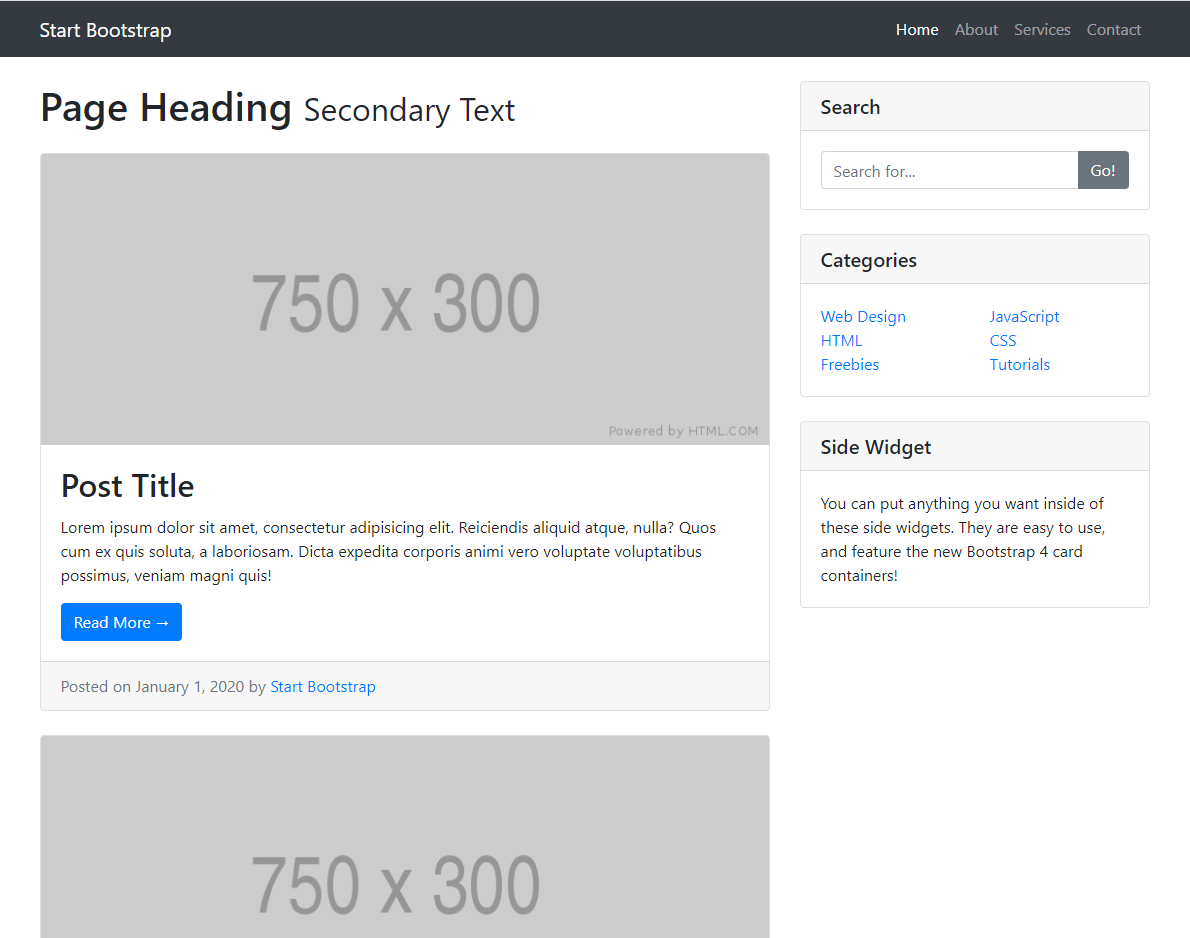 Start Bootstrap
Home About Services Contact
Page Heading Secondary Text
750 x 300
Powered by HTML.COM
Post Title
Lorem ipsum dolor sit amet, consectetur adipisicing elit. Reiciendis aliquid atque, nulla? Quos
cum ex quis soluta, a laboriosam. Dicta expedita corporis animi vero voluptate voluptatibus
possimus, veniam magni quis!
Read More →
Posted on January 1, 2020 by Start Bootstrap
750 x 300
Search
Search for...
Go!
Categories
Web Design
HTML
Freebies
JavaScript
CSS
Tutorials
Side Widget
You can put anything you want inside of
these side widgets. They are easy to use,
and feature the new Bootstrap 4 card
containers!